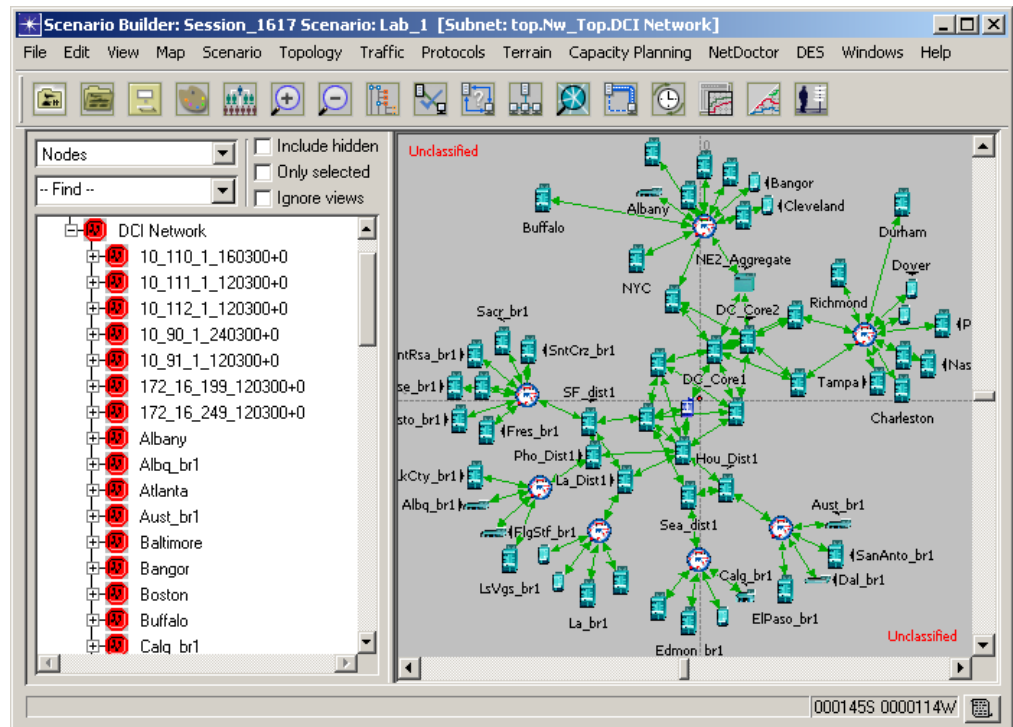 Scenario Builder: Session_1617 Scenario: Lab_1 [Subnet: top.Nw_Top.DCI Network]
File Edit View Map Scenario Topology Traffic Protocols Terrain Capacity Planning NetDoctor DES Windows Help
Nodes
-- Find --
Include hidden
Only selected
Ignore views
DCI Network
10_110_1_160300+0
10_111_1_120300+0
10_112_1_120300+0
10_90_1_240300+0
10_91_1_120300+0
172_16_199_120300+0
172_16_249_120300+0
Albany
Albq_br1
Atlanta
Aust_br1
Baltimore
Bangor
Boston
Buffalo
Calg_br1
Unclassified
0
Bangor
Albany
Cleveland
Buffalo
Durham
NE2_Aggregate
Dover
NYC
DC_Core2
Richmond
Sacr_br1
P
ntRsa_br1
SntCrz_br1
Nas
se_br1
SF_dist1
DC_Core1
Tampa
sto_br1
Fres_br1
Charleston
Pho_Dist1
Hou_Dist1
kCty_br1
La_Dist1
Albq_br1
Aust_br1
FlgStf_br1
Sea_dist1
SanAnto_br1
LsVgs_br1
Calg_br1
Dal_br1
La_br1
ElPaso_br1
Edmon_br1
Unclassified
000145S 0000114W